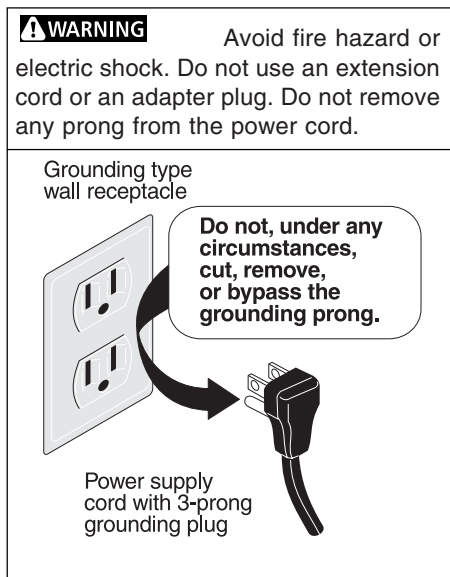 WARNING Avoid fire hazard or
electric shock. Do not use an extension
cord or an adapter plug. Do not remove
any prong from the power cord.
Grounding type
wall receptacle
Do not, under any
circumstances,
cut, remove,
or bypass the
grounding prong.
Power supply
cord with 3-prong
grounding plug